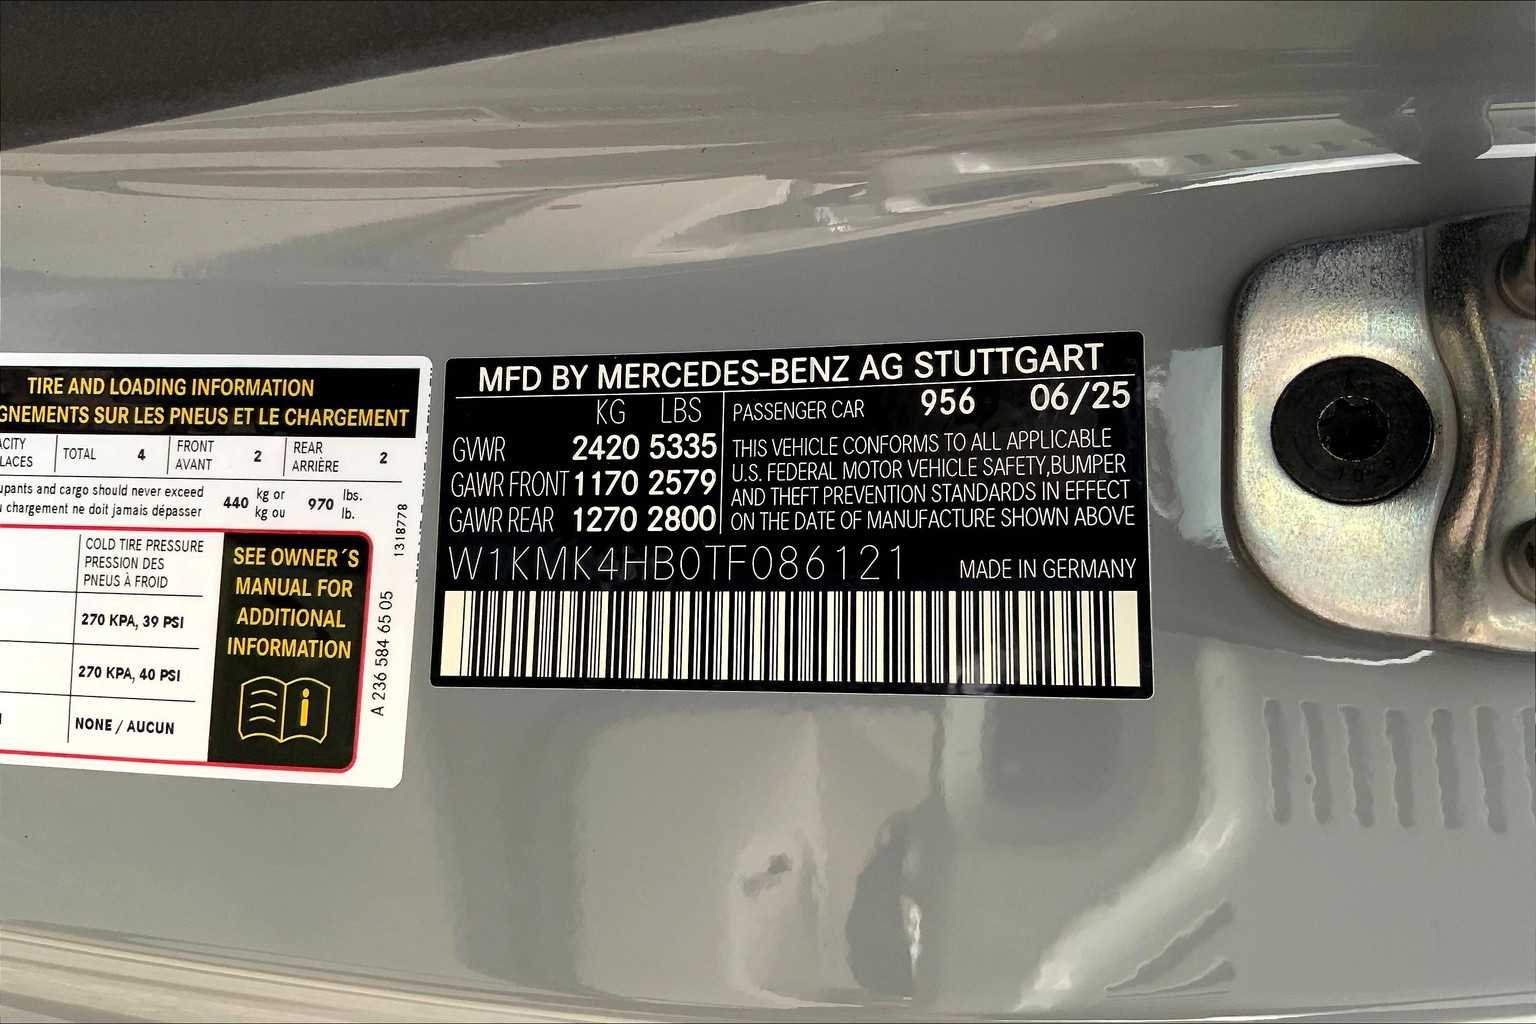 TIRE AND LOADING INFORMATION
GNEMENTS SUR LES PNEUS ET LE CHARGEMENT
ACITY
LACES
TOTAL 4
FRONT
AVANT 2
REAR
ARRIÈRE 2
upants and cargo should never exceed 440 kg or 970 lbs.
u chargement ne doit jamais dépasser kg ou lb.
COLD TIRE PRESSURE
PRESSION DES
PNEUS À FROID
270 KPA, 39 PSI
270 KPA, 40 PSI
NONE / AUCUN
SEE OWNER´S
MANUAL FOR
ADDITIONAL
INFORMATION
i
1318778
A 236 584 65 05
MFD BY MERCEDES-BENZ AG STUTTGART
KG LBS
GVWR 2420 5335
GAWR FRONT 1170 2579
GAWR REAR 1270 2800
PASSENGER CAR 956 06/25
THIS VEHICLE CONFORMS TO ALL APPLICABLE
U.S. FEDERAL MOTOR VEHICLE SAFETY,BUMPER
AND THEFT PREVENTION STANDARDS IN EFFECT
ON THE DATE OF MANUFACTURE SHOWN ABOVE
W1KMK4HB0TF086121 MADE IN GERMANY